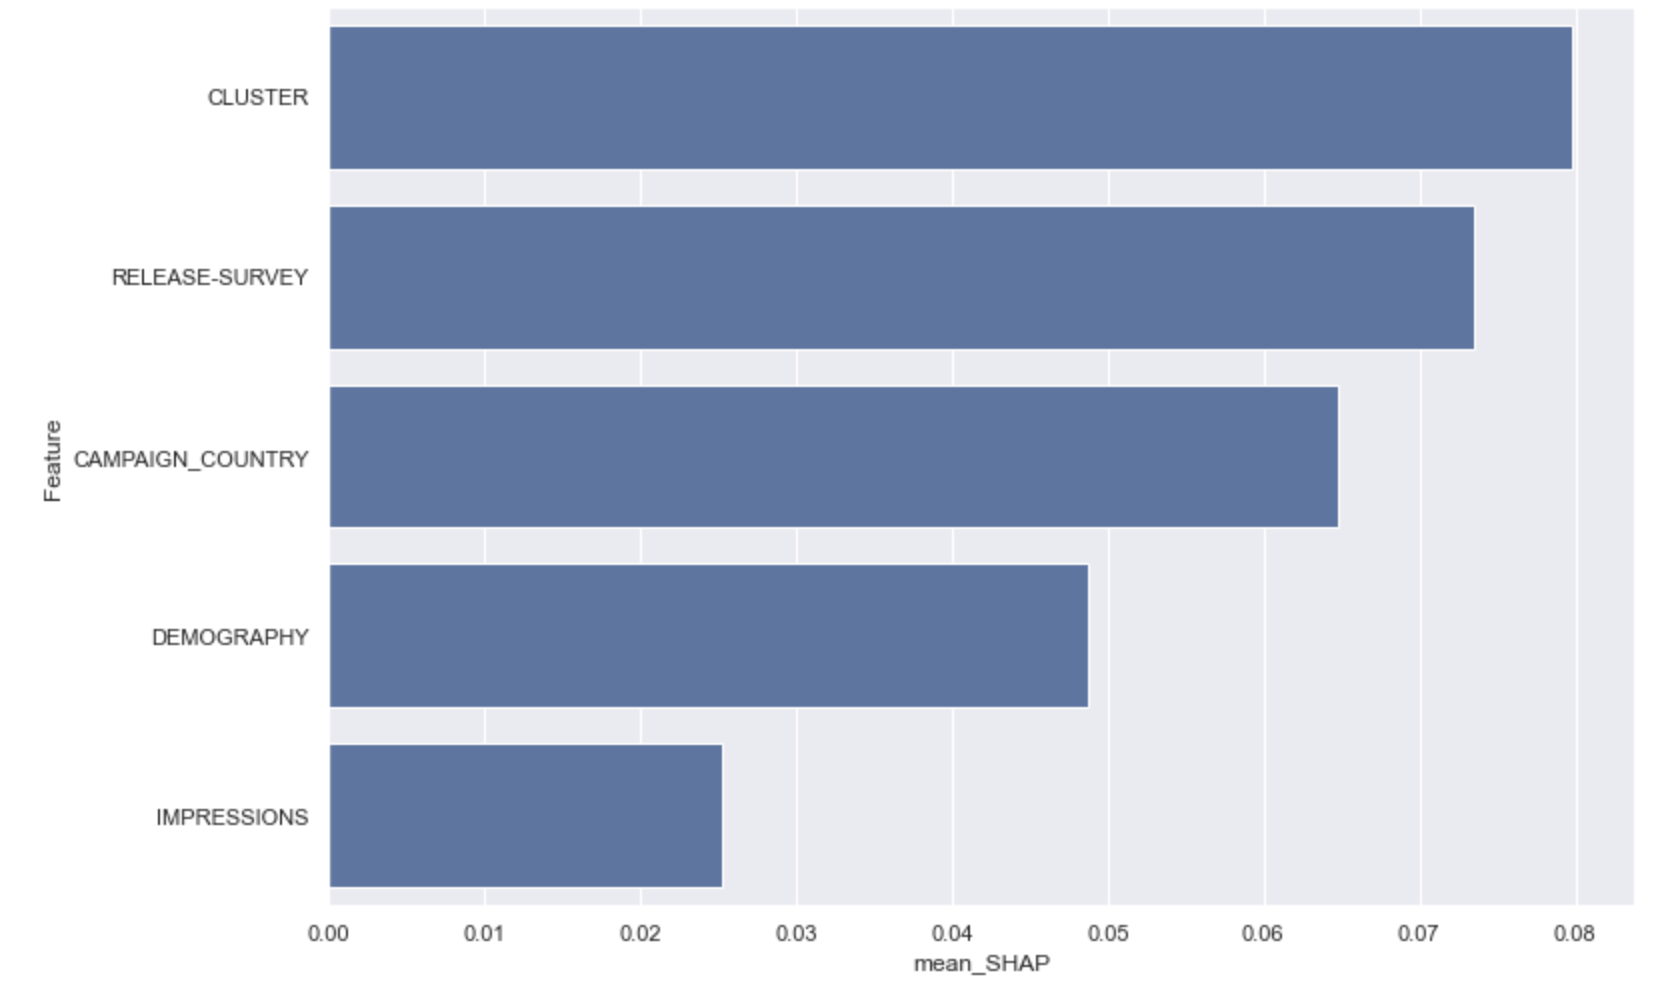 CLUSTER
RELEASE-SURVEY
CAMPAIGN_COUNTRY
DEMOGRAPHY
IMPRESSIONS
Feature
0.00 0.01 0.02 0.03 0.04 0.05 0.06 0.07 0.08
mean_SHAP